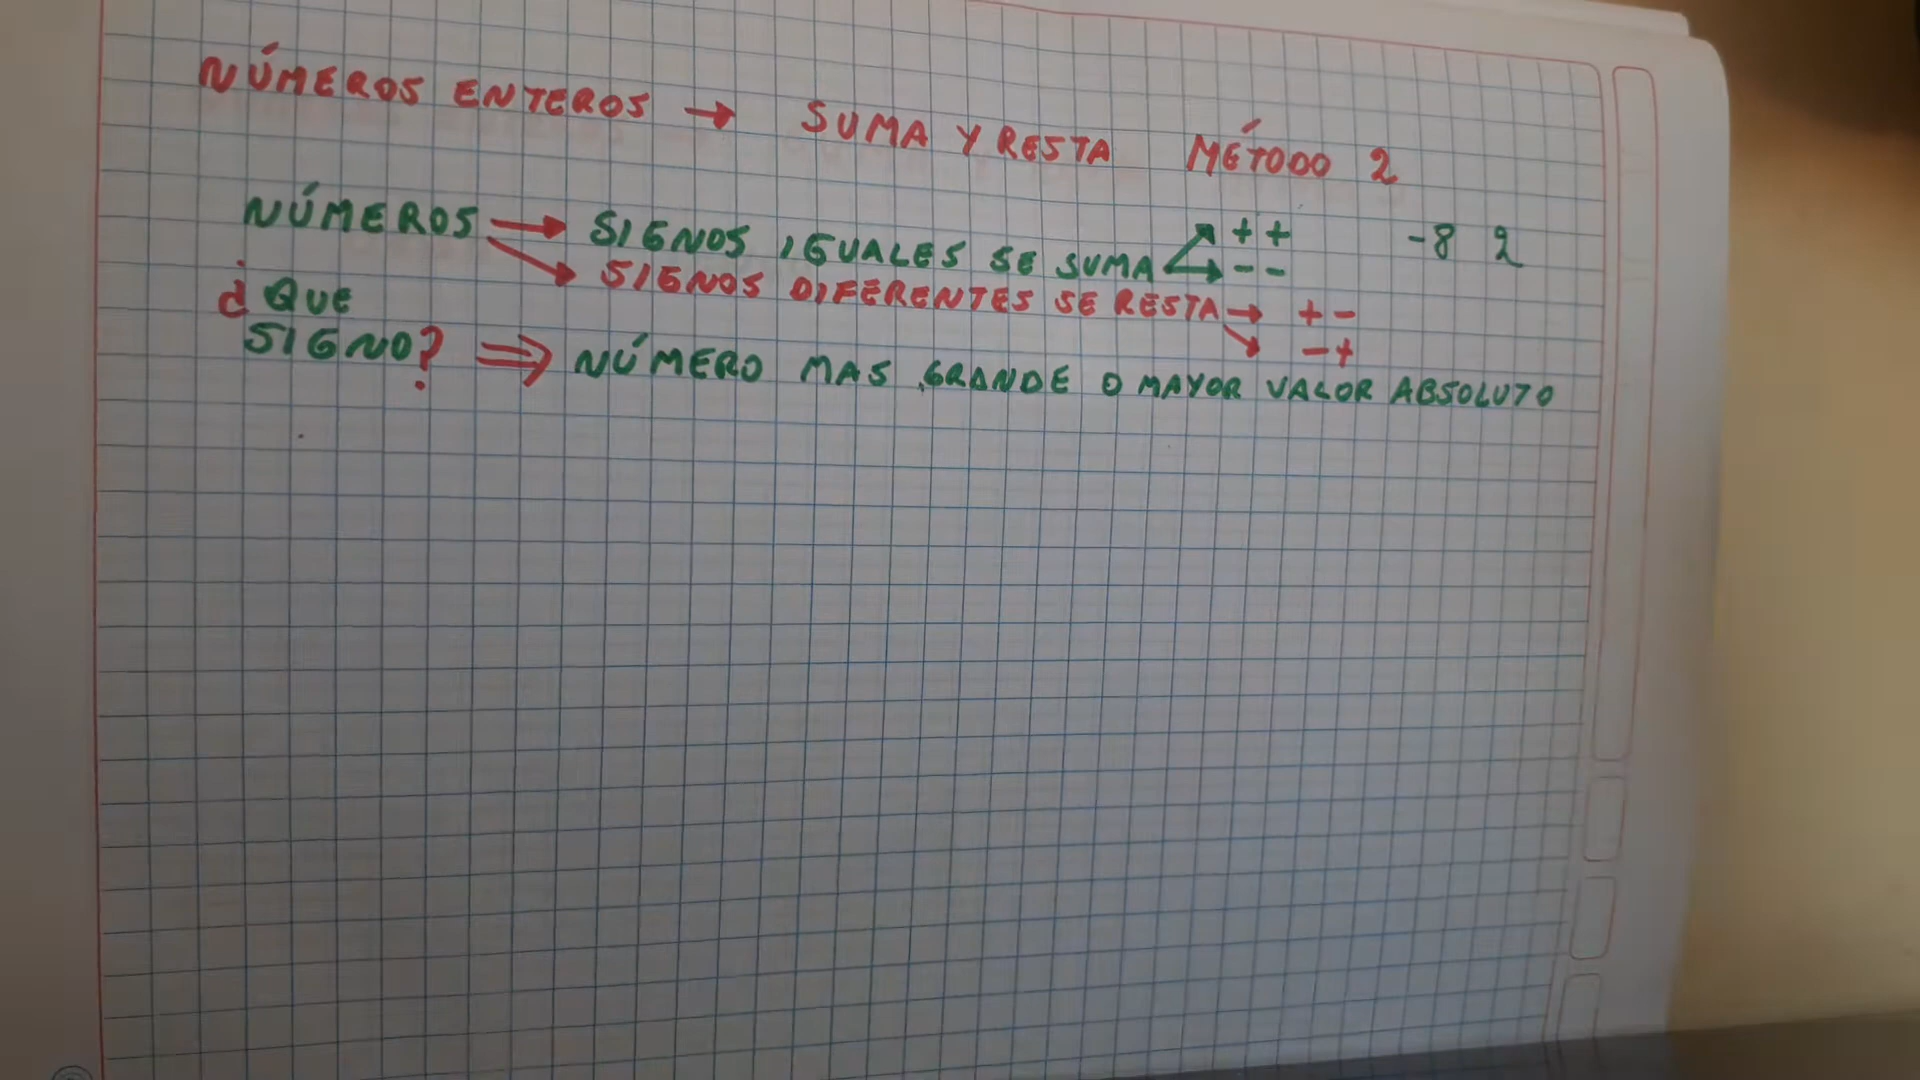 NÚMEROS ENTEROS → SUMA Y RESTA MÉTODO 2
NÚMEROS → SIGNOS IGUALES SE SUMA ++ -8 2
--
SIGNOS DIFERENTES SE RESTA → +-
-+
¿QUE
SIGNO? ⇒ NÚMERO MAS GRANDE O MAYOR VALOR ABSOLUTO